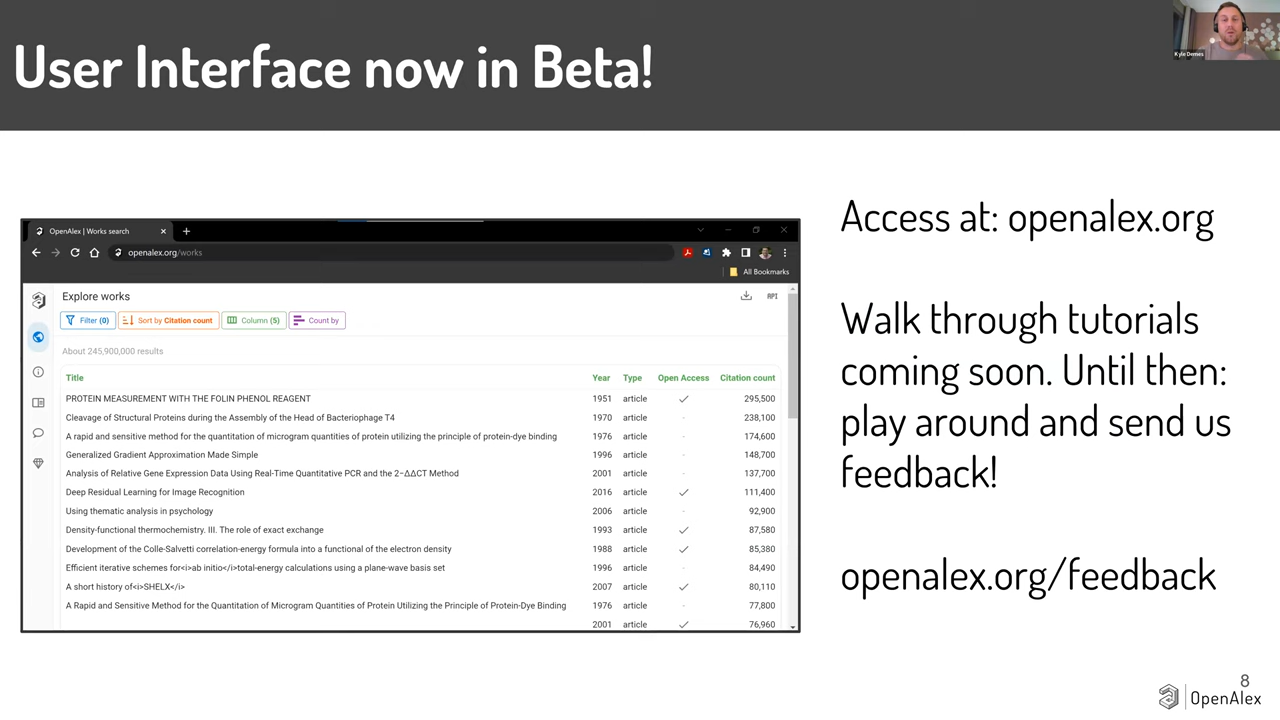 User Interface now in Beta!
Kyle Demes
OpenAlex | Works search
openalex.org/works
All Bookmarks
Explore works
API
Filter (0)
Sort by Citation count
Column (5)
Count by
About 245,900,000 results
Title Year Type Open Access Citation count
PROTEIN MEASUREMENT WITH THE FOLIN PHENOL REAGENT 1951 article ✓ 295,500
Cleavage of Structural Proteins during the Assembly of the Head of Bacteriophage T4 1970 article - 238,100
A rapid and sensitive method for the quantitation of microgram quantities of protein utilizing the principle of protein-dye binding 1976 article - 174,600
Generalized Gradient Approximation Made Simple 1996 article - 148,700
Analysis of Relative Gene Expression Data Using Real-Time Quantitative PCR and the 2−ΔΔCT Method 2001 article - 137,700
Deep Residual Learning for Image Recognition 2016 article ✓ 111,400
Using thematic analysis in psychology 2006 article - 92,900
Density-functional thermochemistry. III. The role of exact exchange 1993 article ✓ 87,580
Development of the Colle-Salvetti correlation-energy formula into a functional of the electron density 1988 article ✓ 85,380
Efficient iterative schemes for<i>ab initio</i>total-energy calculations using a plane-wave basis set 1996 article - 84,490
A short history of<i>SHELX</i> 2007 article ✓ 80,110
A Rapid and Sensitive Method for the Quantitation of Microgram Quantities of Protein Utilizing the Principle of Protein-Dye Binding 1976 article - 77,800
2001 article ✓ 76,960
Access at: openalex.org
Walk through tutorials
coming soon. Until then:
play around and send us
feedback!
openalex.org/feedback
8
OpenAlex